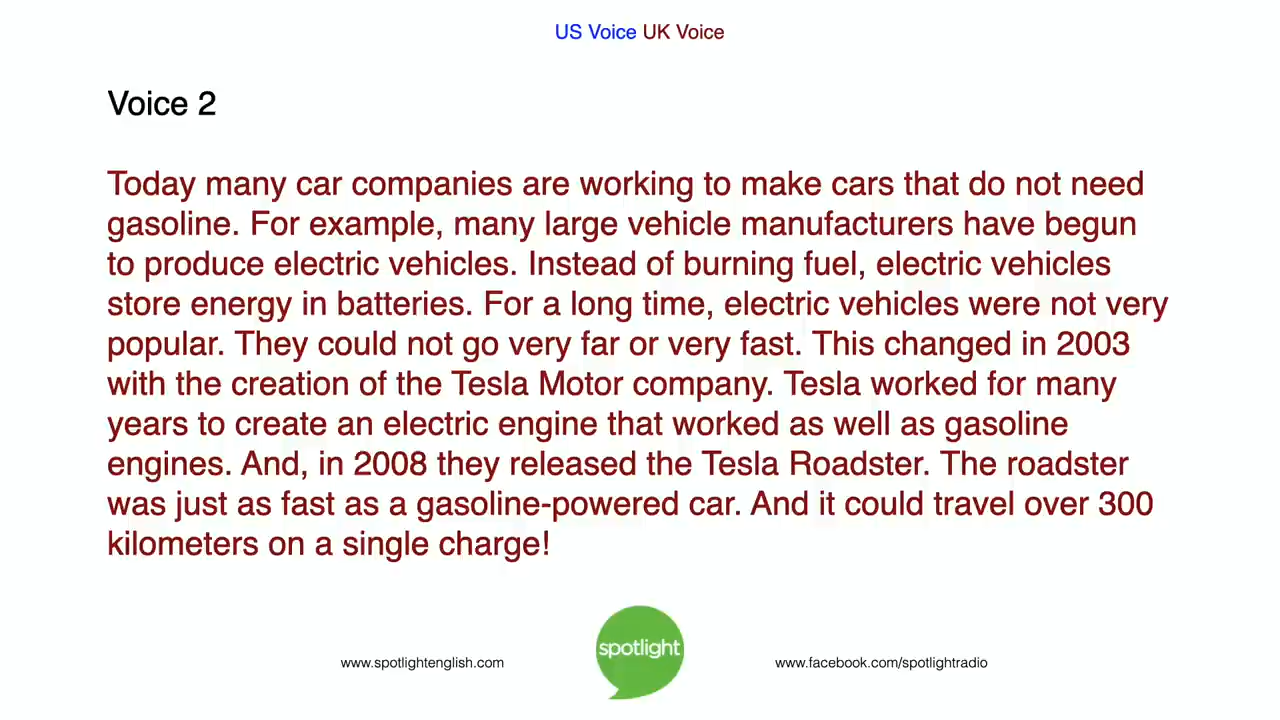 US Voice UK Voice
Voice 2
Today many car companies are working to make cars that do not need
gasoline. For example, many large vehicle manufacturers have begun
to produce electric vehicles. Instead of burning fuel, electric vehicles
store energy in batteries. For a long time, electric vehicles were not very
popular. They could not go very far or very fast. This changed in 2003
with the creation of the Tesla Motor company. Tesla worked for many
years to create an electric engine that worked as well as gasoline
engines. And, in 2008 they released the Tesla Roadster. The roadster
was just as fast as a gasoline-powered car. And it could travel over 300
kilometers on a single charge!
www.spotlightenglish.com
spotlight
www.facebook.com/spotlightradio